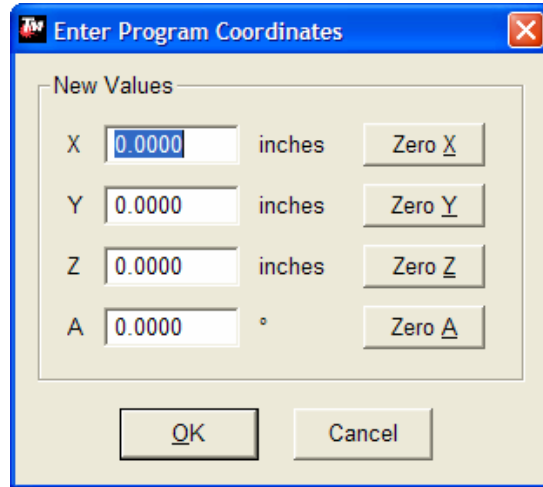 TM Enter Program Coordinates
New Values
X 0.0000 inches Zero X
Y 0.0000 inches Zero Y
Z 0.0000 inches Zero Z
A 0.0000 ° Zero A
OK Cancel